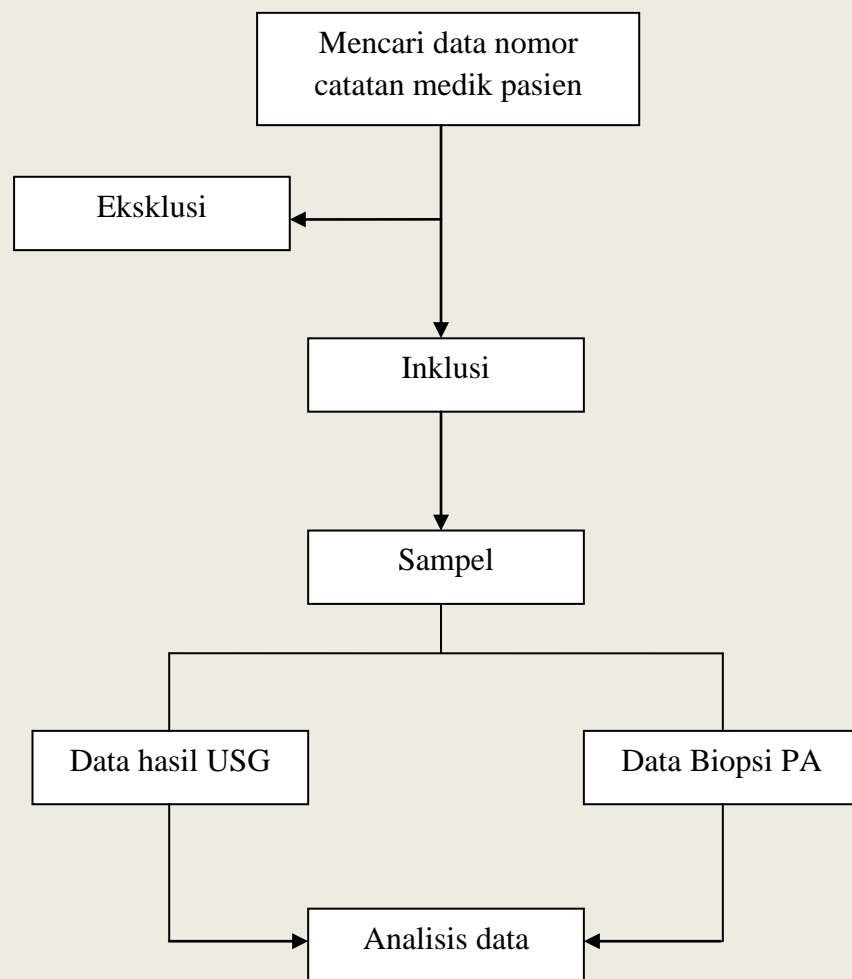 Mencari data nomor
catatan medik pasien
Eksklusi
Inklusi
Sampel
Data hasil USG
Data Biopsi PA
Analisis data